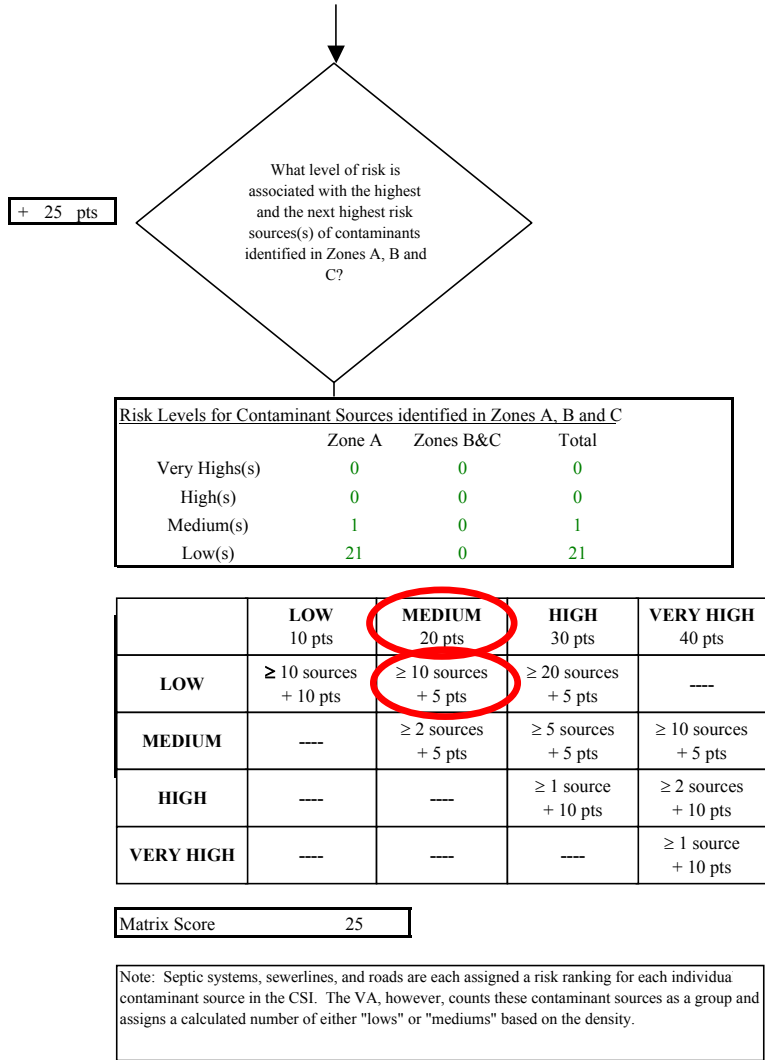 What level of risk is
associated with the highest
and the next highest risk
sources(s) of contaminants
identified in Zones A, B and
C?
+ 25 pts
Risk Levels for Contaminant Sources identified in Zones A, B and C
Zone A Zones B&C Total
Very Highs(s) 0 0 0
High(s) 0 0 0
Medium(s) 1 0 1
Low(s) 21 0 21
LOW MEDIUM HIGH VERY HIGH
10 pts 20 pts 30 pts 40 pts
LOW ≥ 10 sources ≥ 10 sources ≥ 20 sources ----
+ 10 pts + 5 pts + 5 pts
MEDIUM ---- ≥ 2 sources ≥ 5 sources ≥ 10 sources
+ 5 pts + 5 pts + 5 pts
HIGH ---- ---- ≥ 1 source ≥ 2 sources
+ 10 pts + 10 pts
VERY HIGH ---- ---- ---- ≥ 1 source
+ 10 pts
Matrix Score 25
Note: Septic systems, sewerlines, and roads are each assigned a risk ranking for each individua
contaminant source in the CSI. The VA, however, counts these contaminant sources as a group and
assigns a calculated number of either "lows" or "mediums" based on the density.